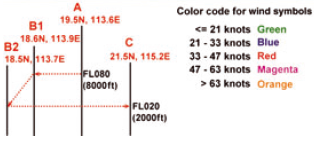 A
19.5N, 113.6E
B1
18.6N, 113.9E
B2
18.5N, 113.7E
C
21.5N, 115.2E
FL080
(8000ft)
FL020
(2000ft)
Color code for wind symbols
<= 21 knots Green
21 - 33 knots Blue
33 - 47 knots Red
47 - 63 knots Magenta
> 63 knots Orange